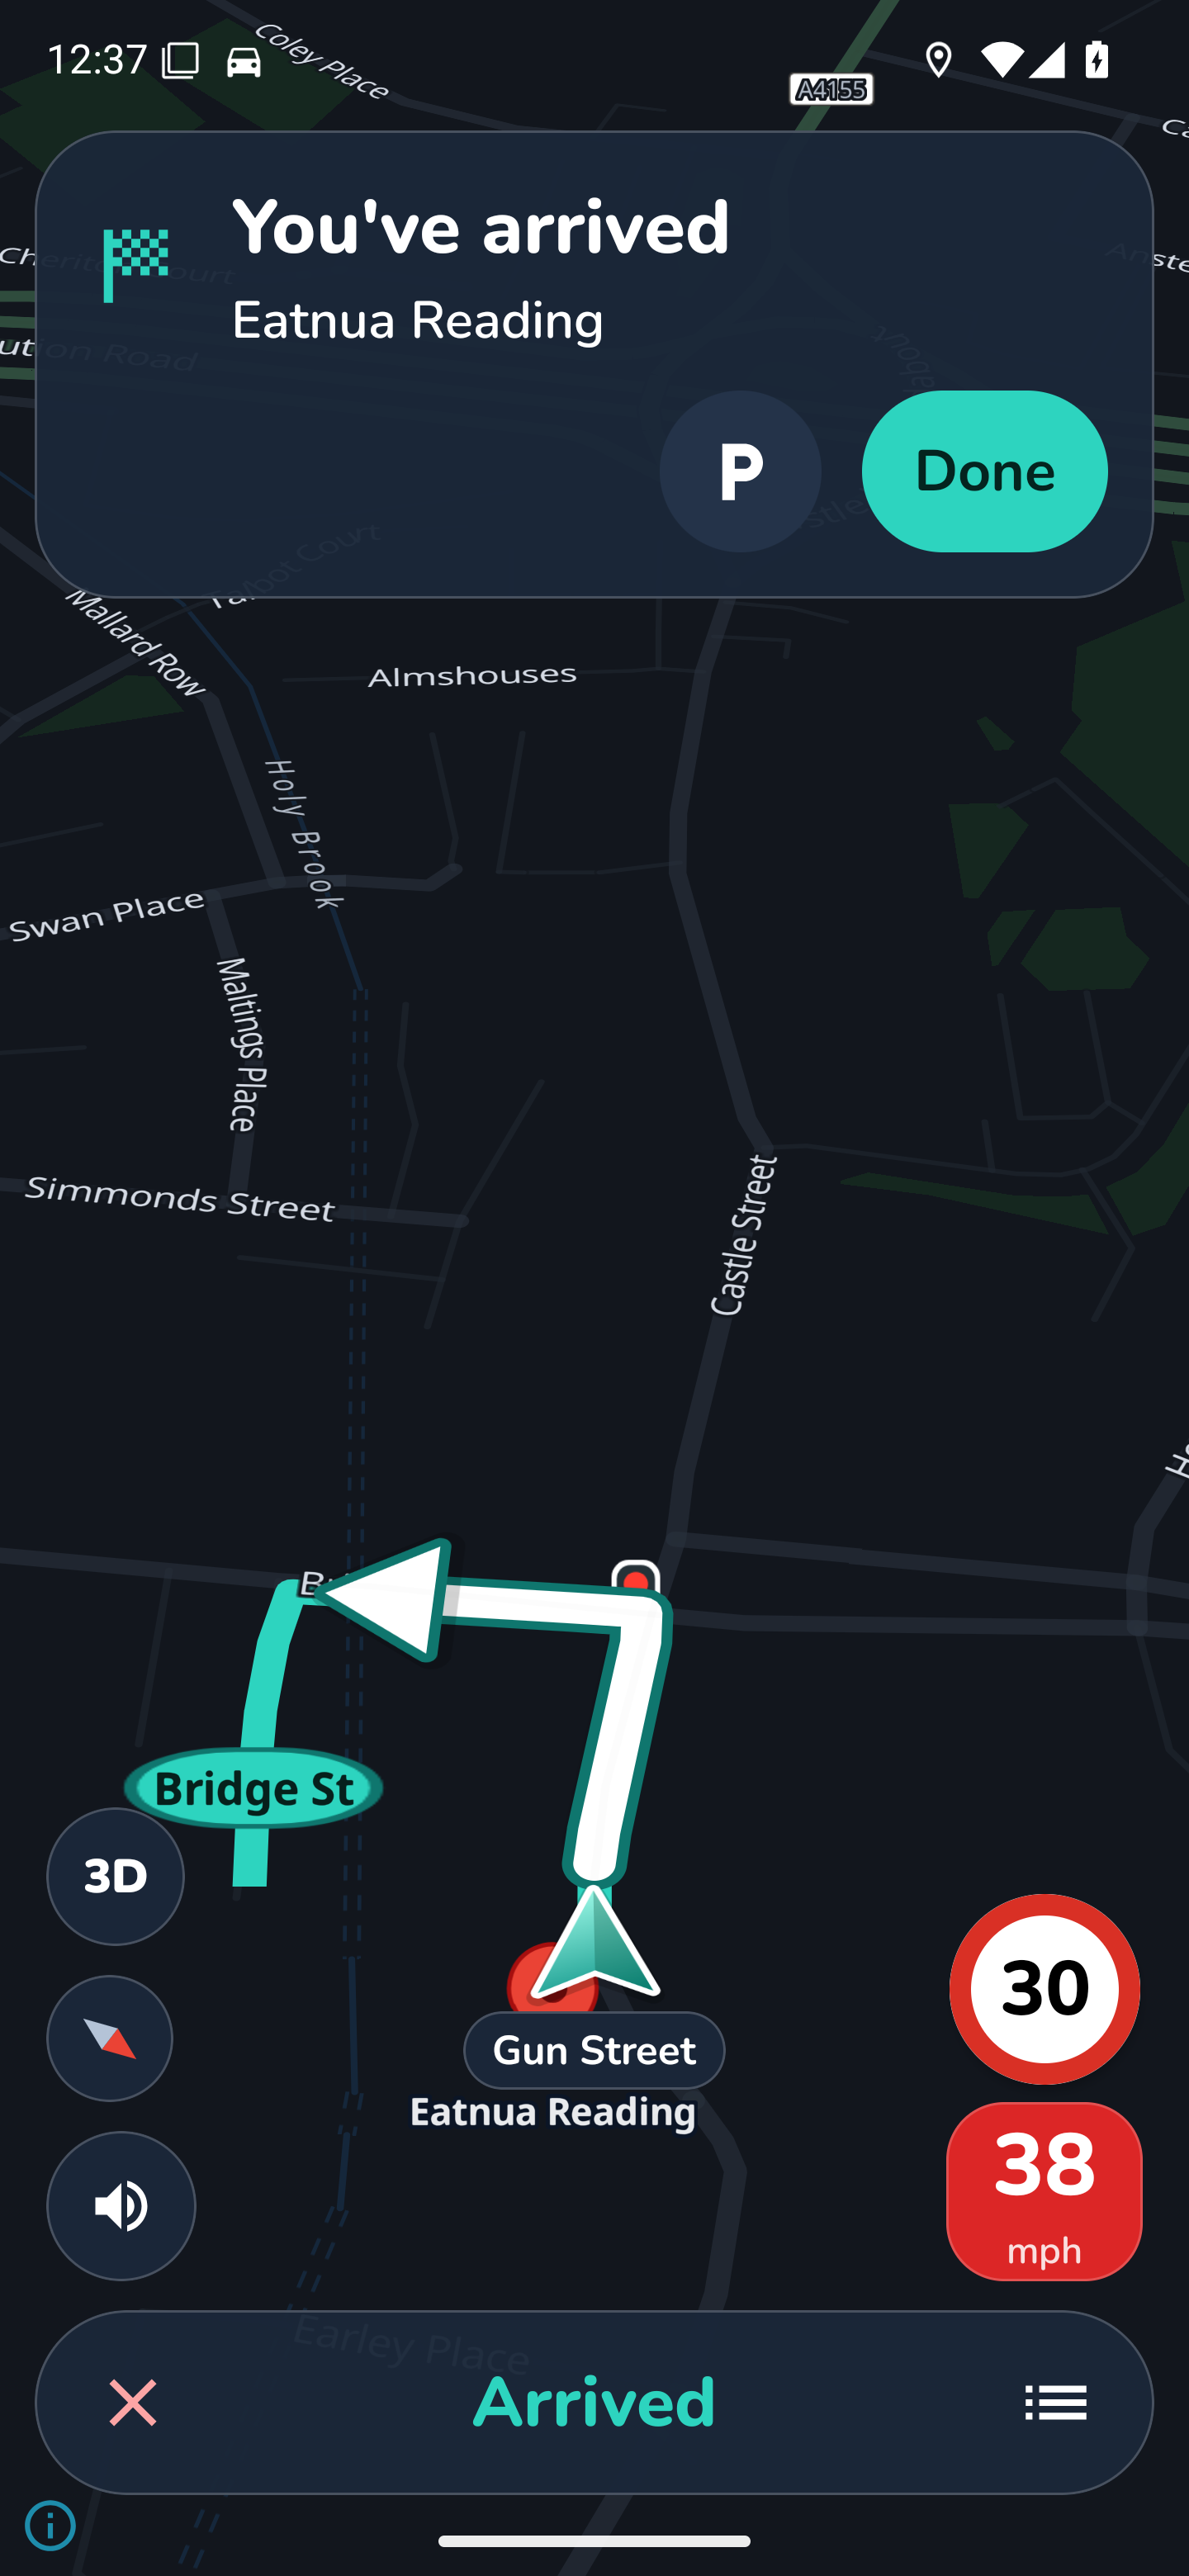 12:37
Coley Place
A4155
You've arrived
Eatnua Reading
P
Done
Mallard Row
Almshouses
Holy Brook
Swan Place
Maltings Place
Simmonds Street
Castle Street
Bridge St
3D
30
Gun Street
Eatnua Reading
38
mph
Earley Place
Arrived